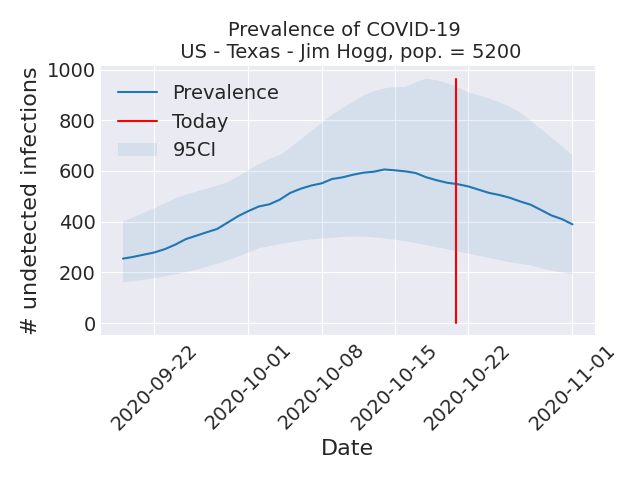 Prevalence of COVID-19
US - Texas - Jim Hogg, pop. = 5200
# undetected infections
1000
800
600
400
200
0
Prevalence
Today
95CI
2020-09-22
2020-10-01
2020-10-08
2020-10-15
2020-10-22
2020-11-01
Date